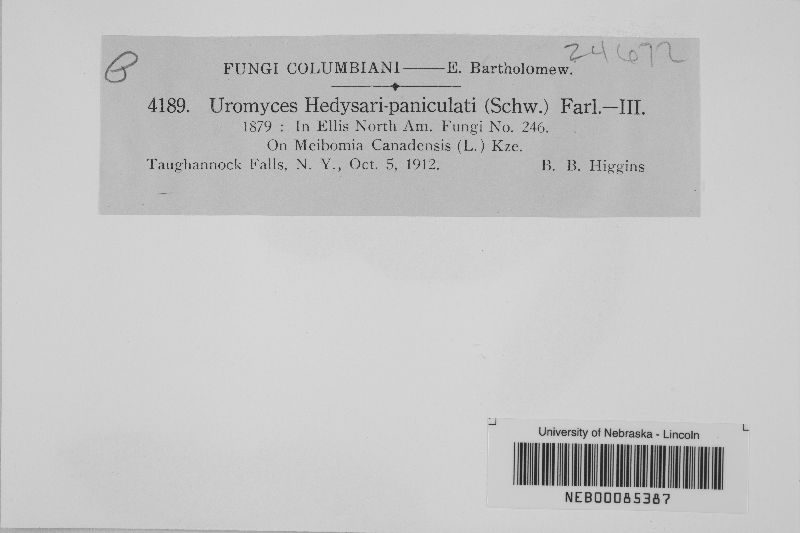 B
24692
FUNGI COLUMBIANI——E. Bartholomew.
4189. Uromyces Hedysari-paniculati (Schw.) Farl.—III.
1879 : In Ellis North Am. Fungi No. 246.
On Meibomia Canadensis (L.) Kze.
Taughannock Falls, N. Y., Oct. 5, 1912. B. B. Higgins
University of Nebraska - Lincoln
NEB00085387